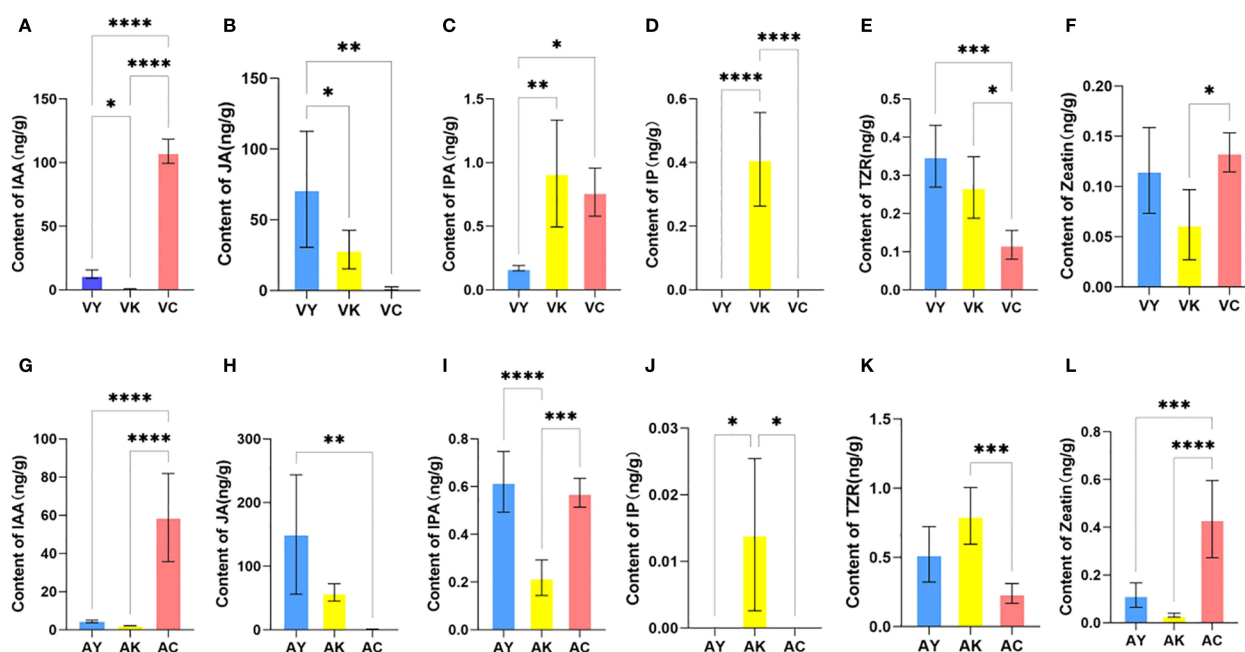 A
Content of IAA(ng/g)
150
100
50
0
VY VK VC
*
****
****
B
Content of JA(ng/g)
150
100
50
0
VY VK VC
*
**
C
Content of IPA(ng/g)
1.5
1.0
0.5
0.0
VY VK VC
**
*
D
Content of IP(ng/g)
0.6
0.4
0.2
0.0
VY VK VC
****
****
E
Content of TZR(ng/g)
0.5
0.4
0.3
0.2
0.1
0.0
VY VK VC
***
*
F
Content of Zeatin(ng/g)
0.20
0.15
0.10
0.05
0.00
VY VK VC
*
G
Content of IAA(ng/g)
100
80
60
40
20
0
AY AK AC
****
****
H
Content of JA(ng/g)
300
200
100
0
AY AK AC
**
I
Content of IPA(ng/g)
0.8
0.6
0.4
0.2
0.0
AY AK AC
****
***
J
Content of IP(ng/g)
0.03
0.02
0.01
0.00
AY AK AC
*
*
K
Content of TZR(ng/g)
1.5
1.0
0.5
0.0
AY AK AC
***
L
Content of Zeatin(ng/g)
0.8
0.6
0.4
0.2
0.0
AY AK AC
***
****